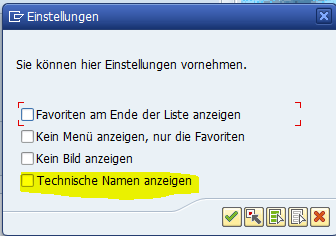 Einstellungen
Sie können hier Einstellungen vornehmen.
Favoriten am Ende der Liste anzeigen
Kein Menü anzeigen, nur die Favoriten
Kein Bild anzeigen
Technische Namen anzeigen